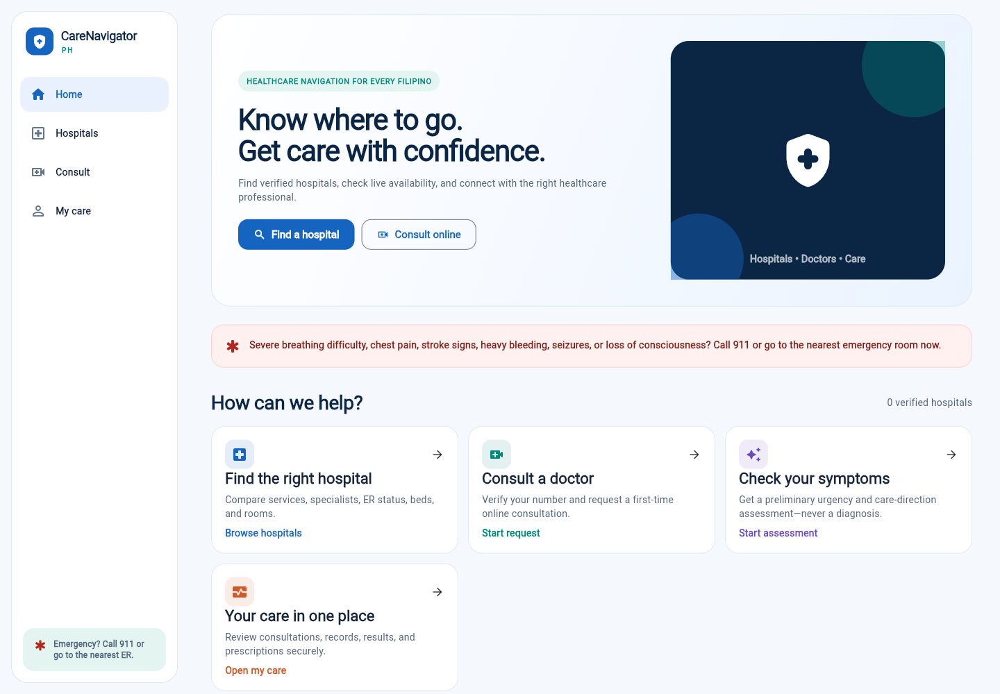 CareNavigator
PH
Home
Hospitals
Consult
My care
Emergency? Call 911 or
go to the nearest ER.
HEALTHCARE NAVIGATION FOR EVERY FILIPINO
Know where to go.
Get care with confidence.
Find verified hospitals, check live availability, and connect with the right healthcare
professional.
Find a hospital
Consult online
Hospitals • Doctors • Care
Severe breathing difficulty, chest pain, stroke signs, heavy bleeding, seizures, or loss of consciousness? Call 911 or go to the nearest emergency room now.
How can we help?
0 verified hospitals
Find the right hospital
Compare services, specialists, ER status, beds,
and rooms.
Browse hospitals
Consult a doctor
Verify your number and request a first-time
online consultation.
Start request
Check your symptoms
Get a preliminary urgency and care-direction
assessment—never a diagnosis.
Start assessment
Your care in one place
Review consultations, records, results, and
prescriptions securely.
Open my care